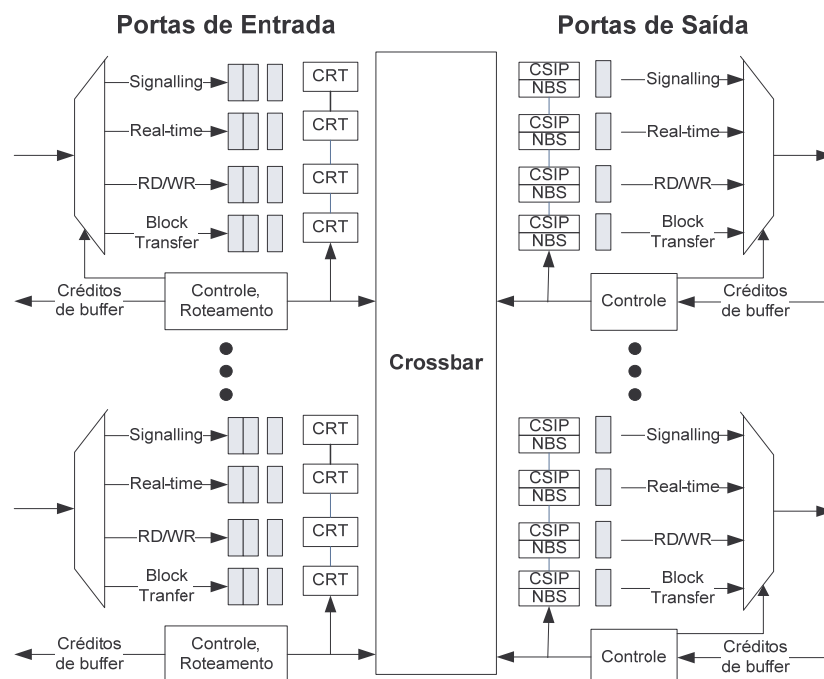 Portas de Entrada
Portas de Saída
Signalling
CRT
Real-time
CRT
RD/WR
CRT
Block
Transfer
CRT
Créditos
de buffer
Controle,
Roteamento
Crossbar
CSIP
NBS
Signalling
CSIP
NBS
Real-time
CSIP
NBS
RD/WR
CSIP
NBS
Block
Transfer
Controle
Créditos
de buffer
Signalling
CRT
Real-time
CRT
RD/WR
CRT
Block
Tranfer
CRT
Créditos
de buffer
Controle,
Roteamento
CSIP
NBS
Signalling
CSIP
NBS
Real-time
CSIP
NBS
RD/WR
CSIP
NBS
Block
Transfer
Controle
Créditos
de buffer